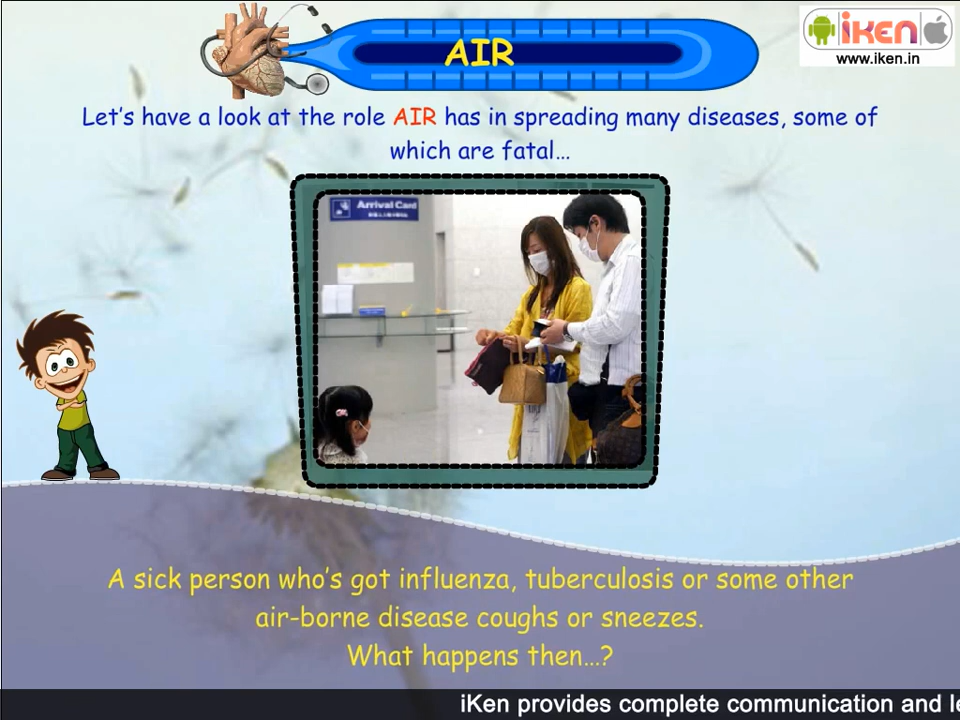 AIR
iKEN
www.iken.in
Let's have a look at the role AIR has in spreading many diseases, some of
which are fatal...
Arrival Card
A sick person who's got influenza, tuberculosis or some other
air-borne disease coughs or sneezes.
What happens then...?
iKen provides complete communication and le